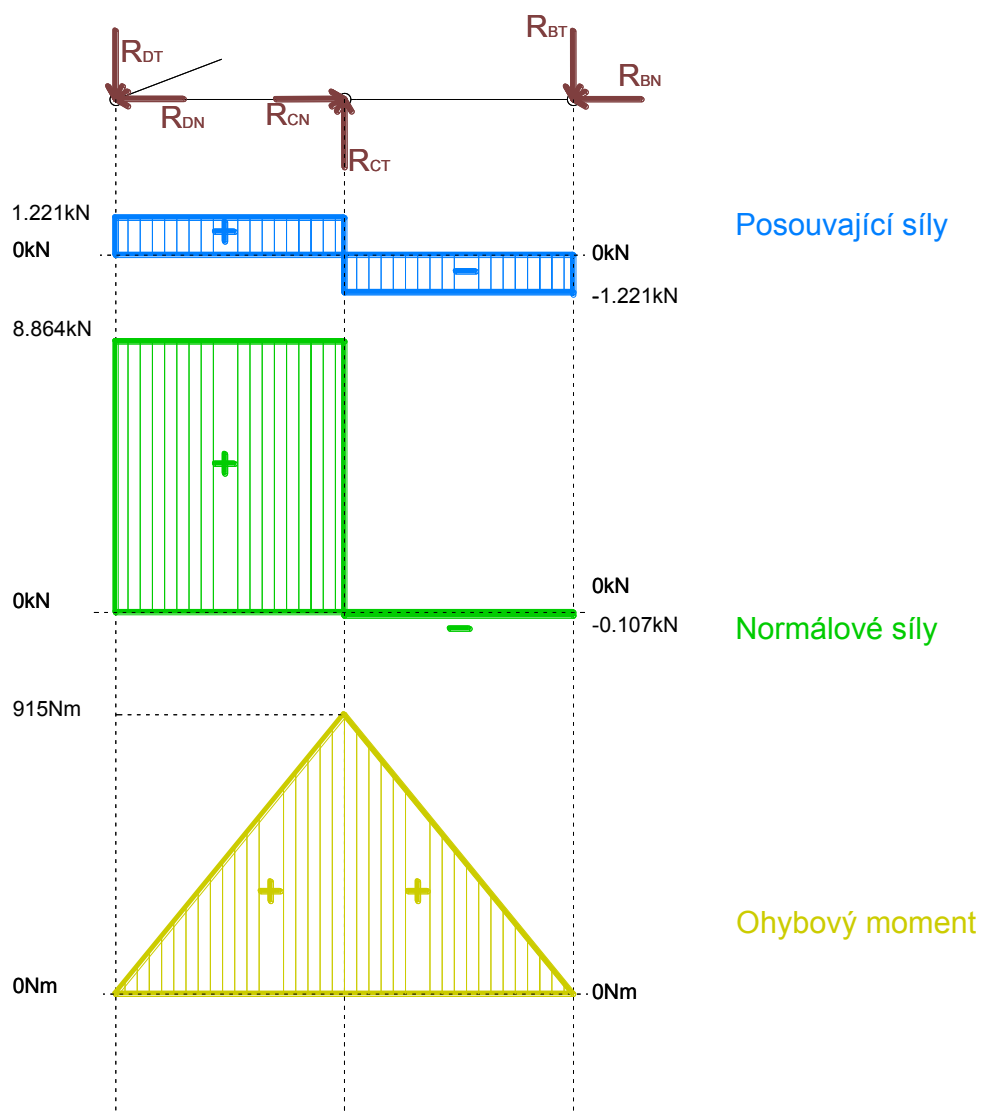 RBT
RDT
RBN
RDN
RCN
RCT
1.221kN
Posouvající síly
0kN
0kN
-1.221kN
8.864kN
0kN
0kN
-0.107kN
Normálové síly
915Nm
Ohybový moment
0Nm
0Nm